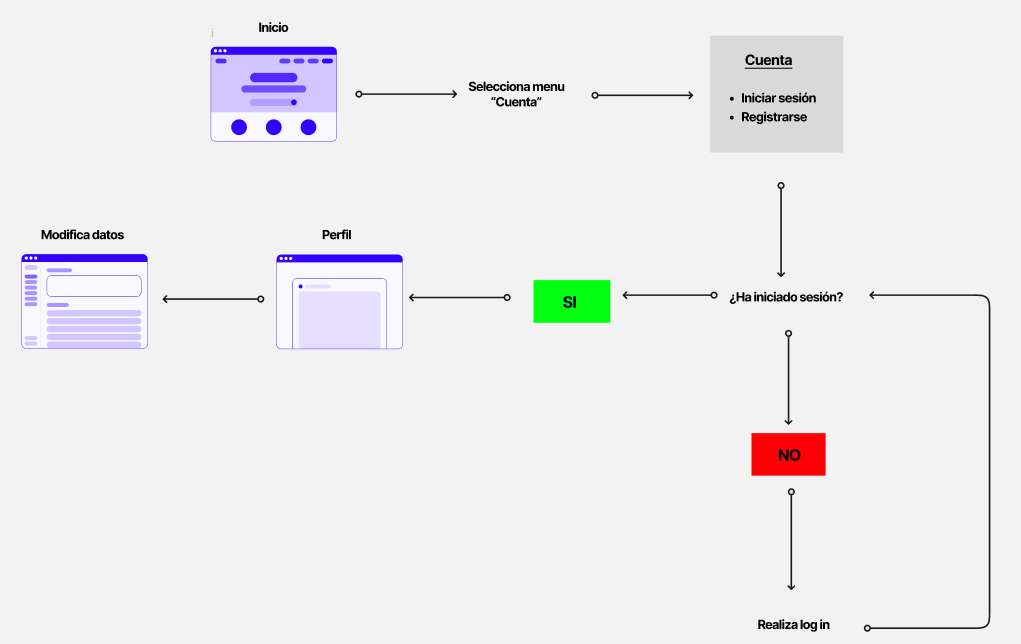 Inicio
i
Selecciona menu
“Cuenta”
Cuenta
• Iniciar sesión
• Registrarse
Modifica datos
Perfil
SI
¿Ha iniciado sesión?
NO
Realiza log in